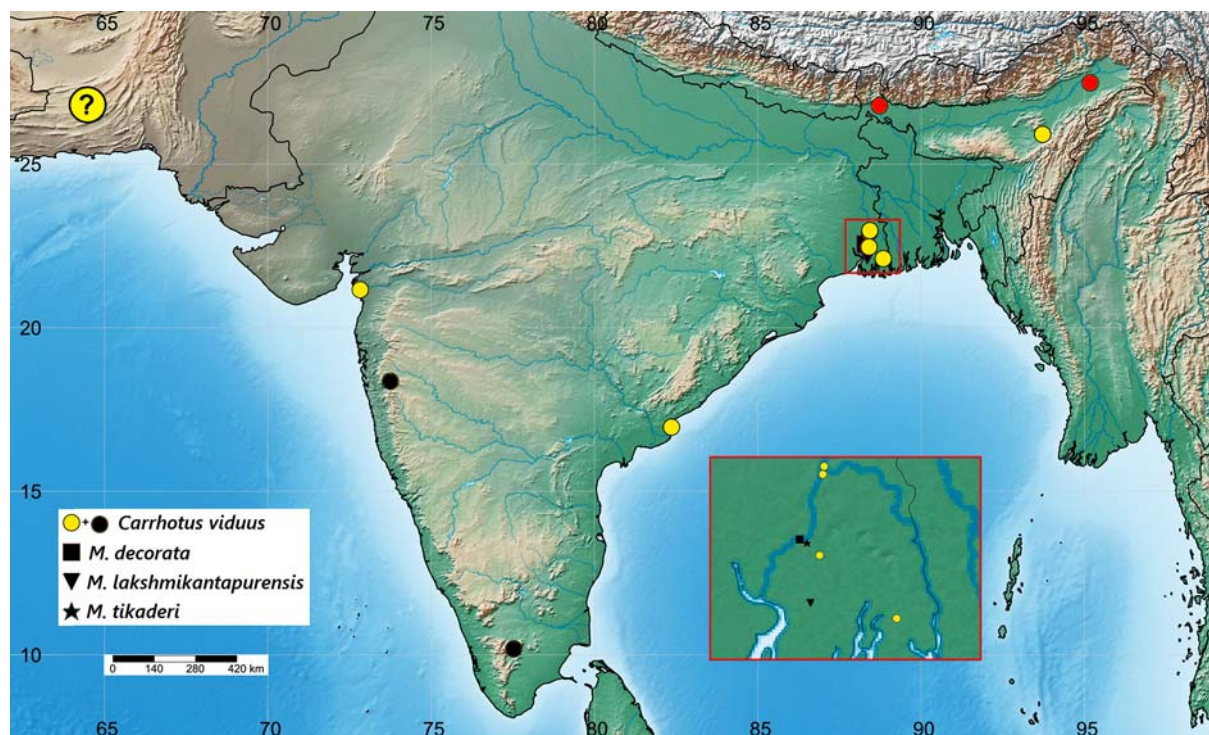 65 70 75 80 85 90 95
?
25
20
15
10
+ Carrhotus viduus
M. decorata
M. lakshmikantapurensis
M. tikaderi
0 140 280 420 km
65 70 75 80 85 90 95